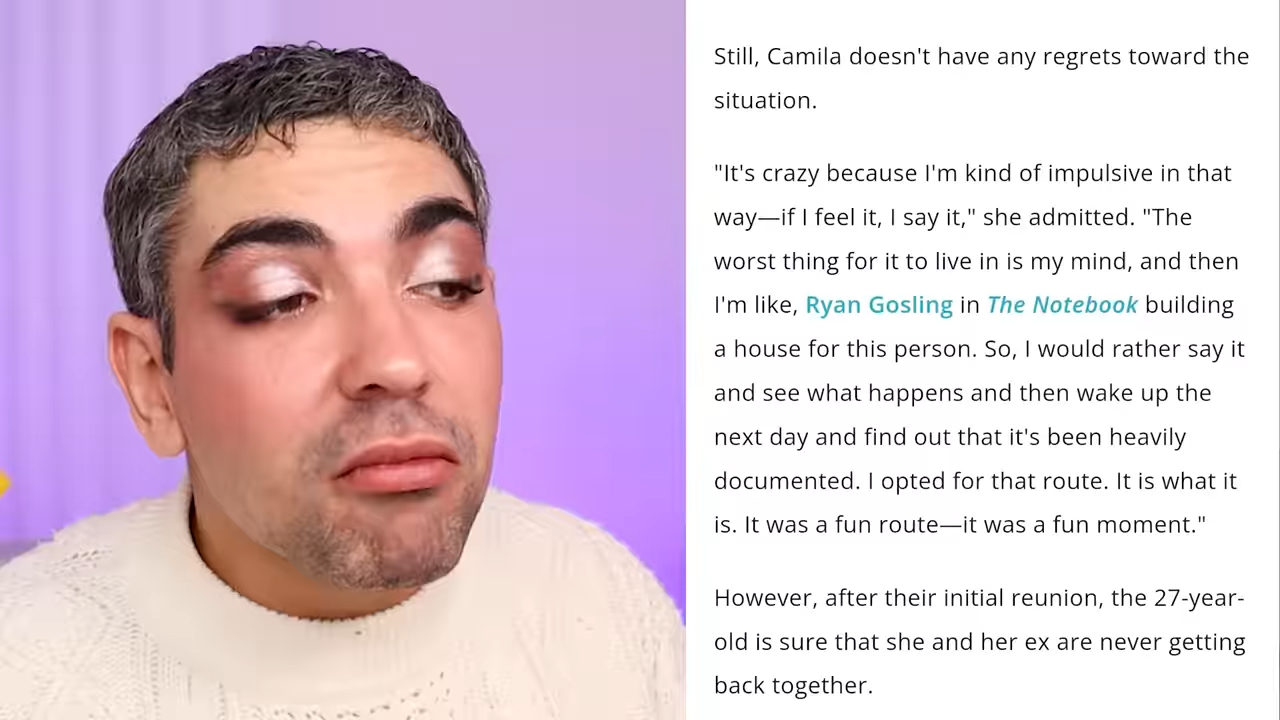 Still, Camila doesn't have any regrets toward the
situation.
"It's crazy because I'm kind of impulsive in that
way—if I feel it, I say it," she admitted. "The
worst thing for it to live in is my mind, and then
I'm like, Ryan Gosling in The Notebook building
a house for this person. So, I would rather say it
and see what happens and then wake up the
next day and find out that it's been heavily
documented. I opted for that route. It is what it
is. It was a fun route—it was a fun moment."
However, after their initial reunion, the 27-year-
old is sure that she and her ex are never getting
back together.